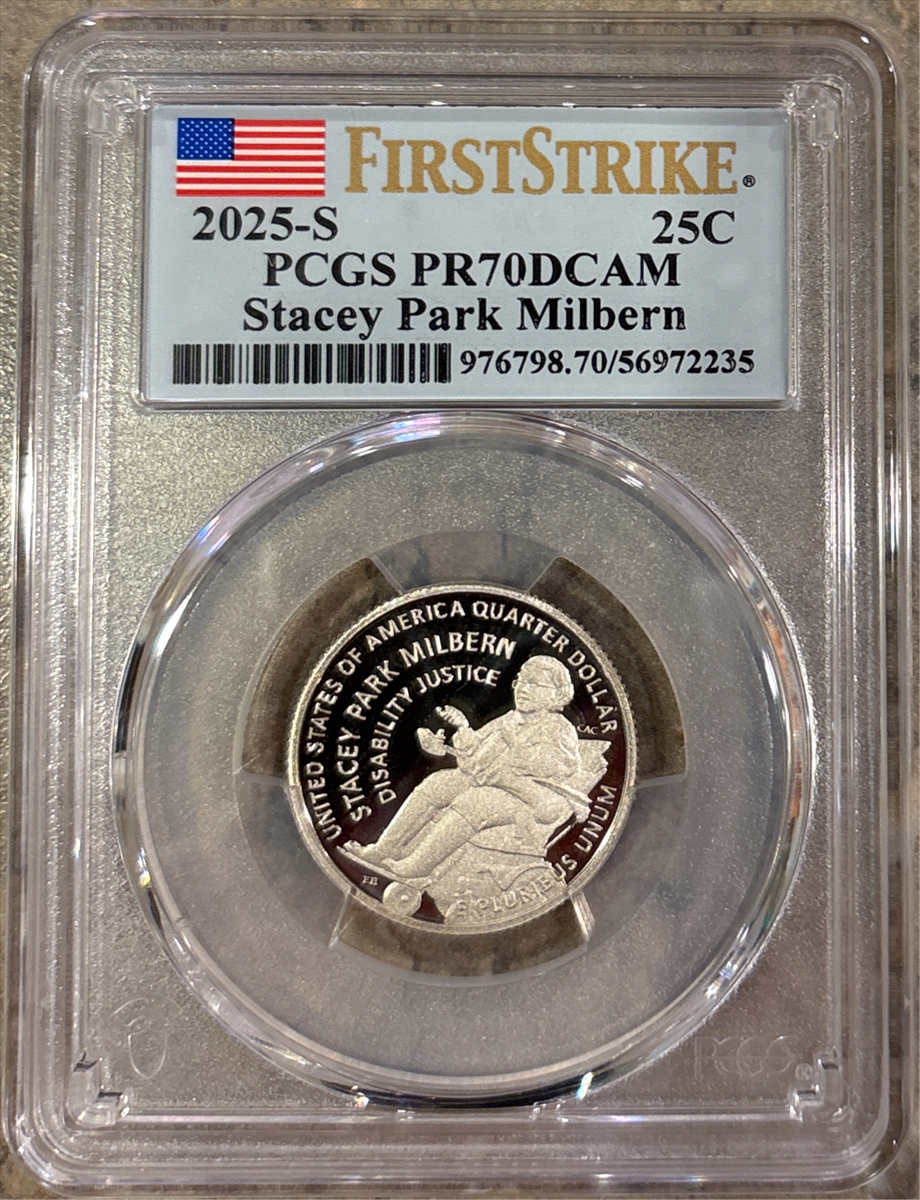 FIRSTSTRIKE®
2025-S 25C
PCGS PR70DCAM
Stacey Park Milbern
976798.70/56972235
UNITED STATES OF AMERICA QUARTER DOLLAR
STACEY PARK MILBERN
DISABILITY JUSTICE
CAC
E PLURIBUS UNUM
PCGS®